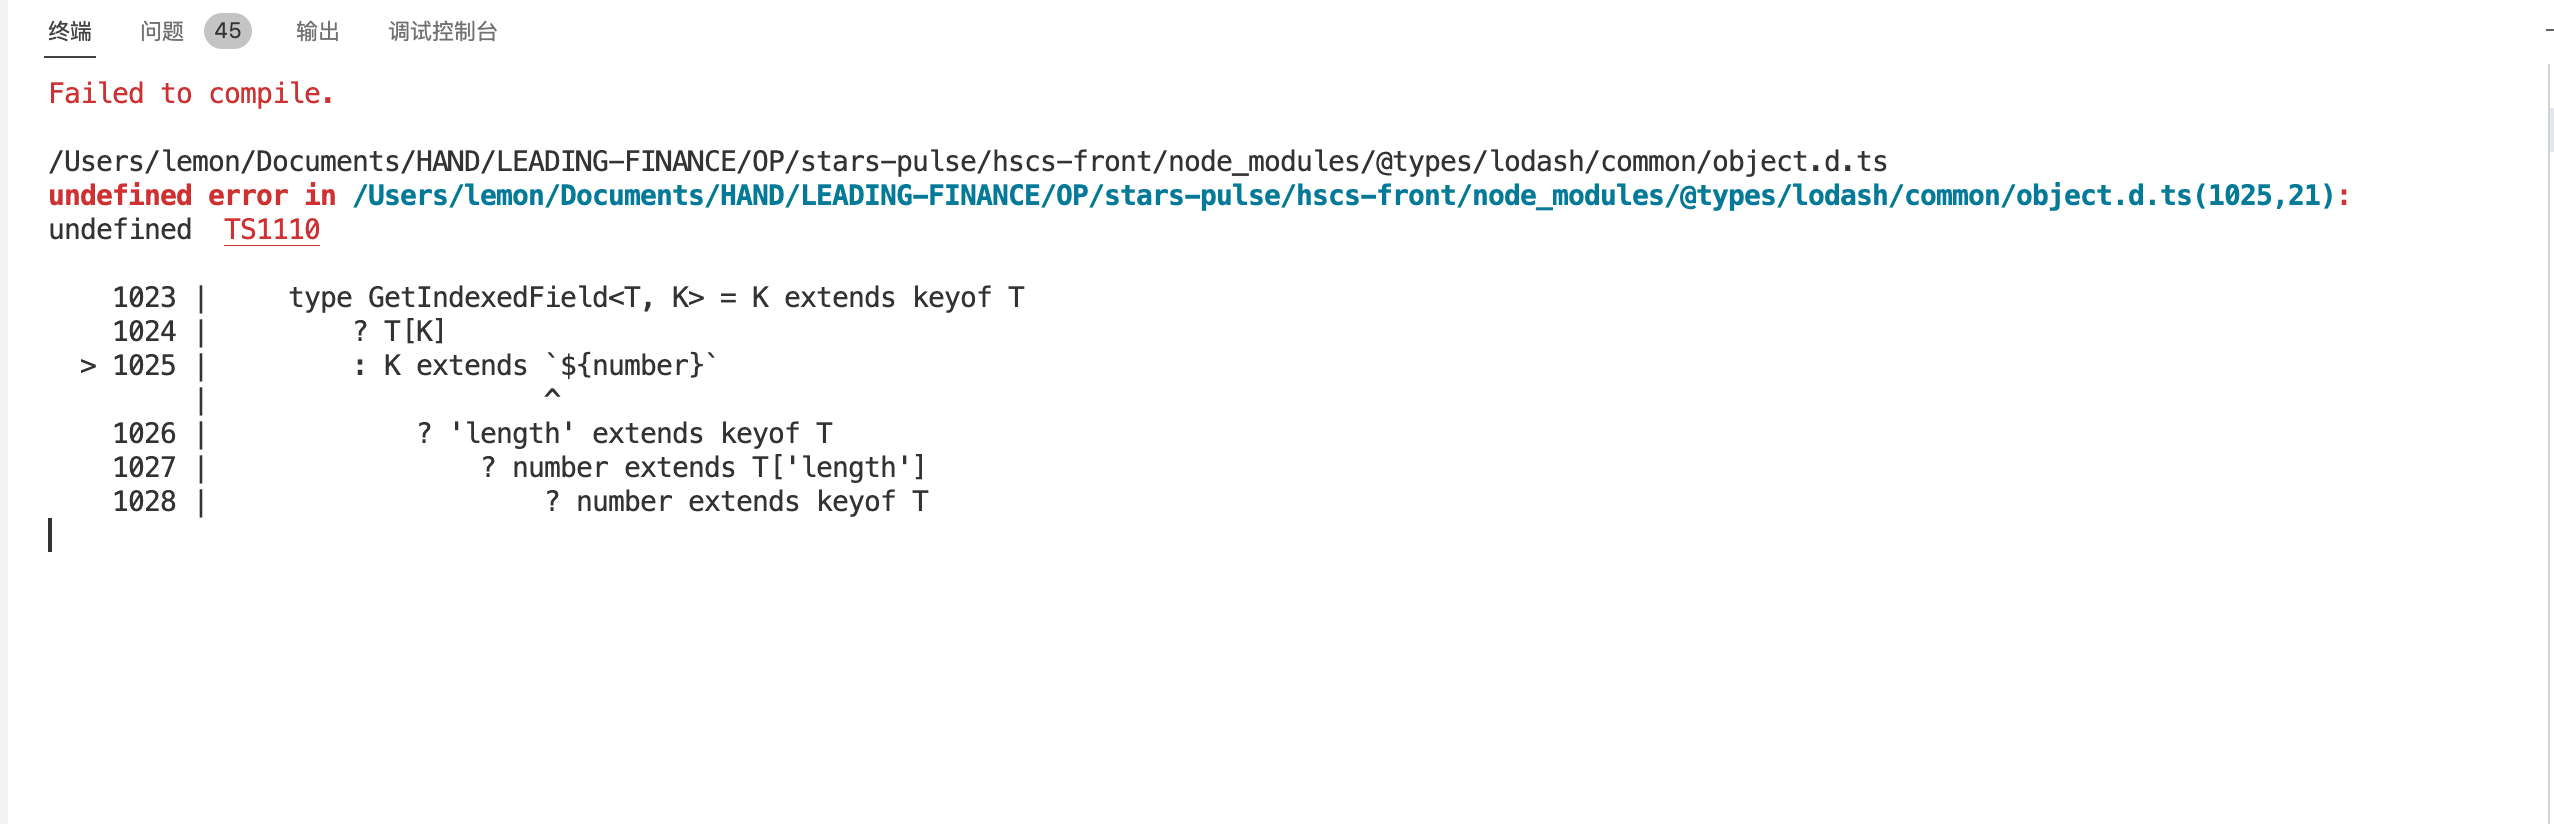 终端 问题 45 输出 调试控制台
Failed to compile.
/Users/lemon/Documents/HAND/LEADING-FINANCE/OP/stars-pulse/hscs-front/node_modules/@types/lodash/common/object.d.ts
undefined error in /Users/lemon/Documents/HAND/LEADING-FINANCE/OP/stars-pulse/hscs-front/node_modules/@types/lodash/common/object.d.ts(1025,21):
undefined  TS1110
    1023 |     type GetIndexedField<T, K> = K extends keyof T
    1024 |         ? T[K]
  > 1025 |         : K extends `${number}`
         |                     ^
    1026 |             ? 'length' extends keyof T
    1027 |                 ? number extends T['length']
    1028 |                     ? number extends keyof T